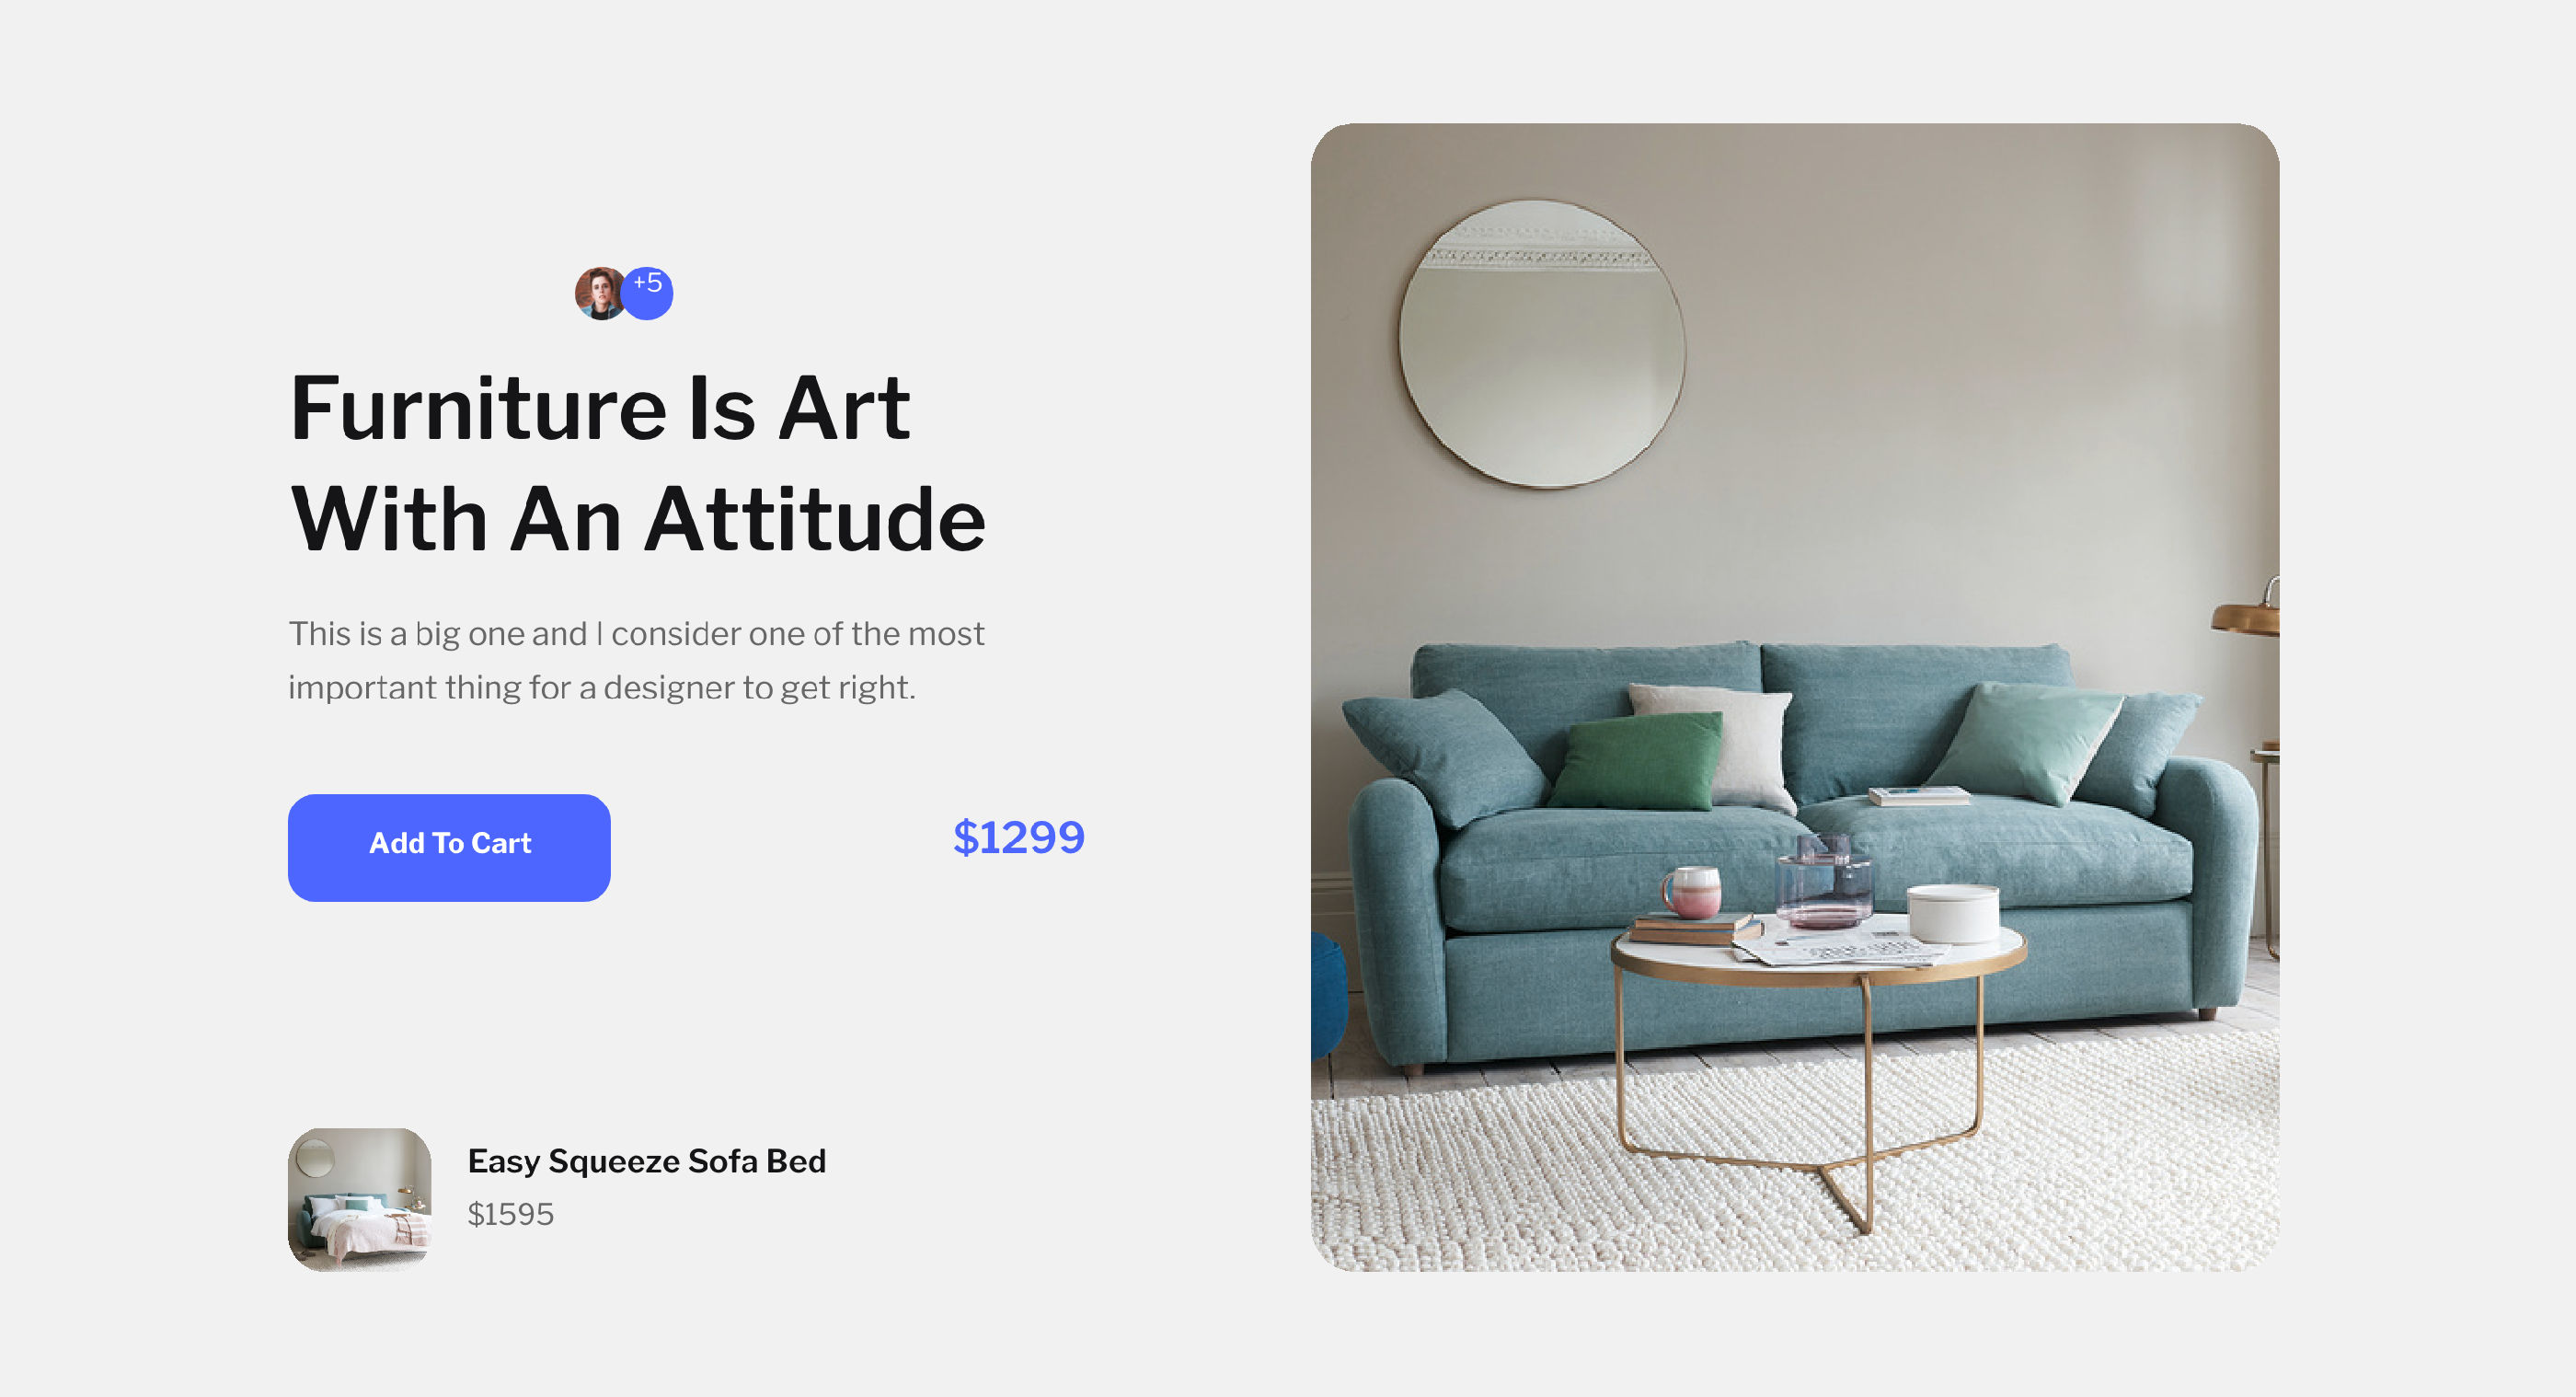 +5
Furniture Is Art
With An Attitude
This is a big one and I consider one of the most
important thing for a designer to get right.
Add To Cart
$1299
Easy Squeeze Sofa Bed
$1595